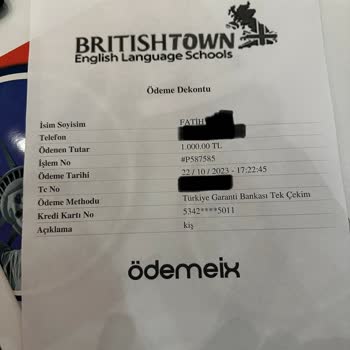 BRITISHTOWN
English Language Schools
Ödeme Dekontu
İsim Soyisim FATİH
Telefon
Ödenen Tutar 1.000.00 TL
İşlem No #P587585
Ödeme Tarihi 22 / 10 / 2023 - 17:22:45
Tc No
Ödeme Methodu Türkiye Garanti Bankası Tek Çekim
Kredi Kartı No 5342****5011
Açıklama kiş
ödemeix